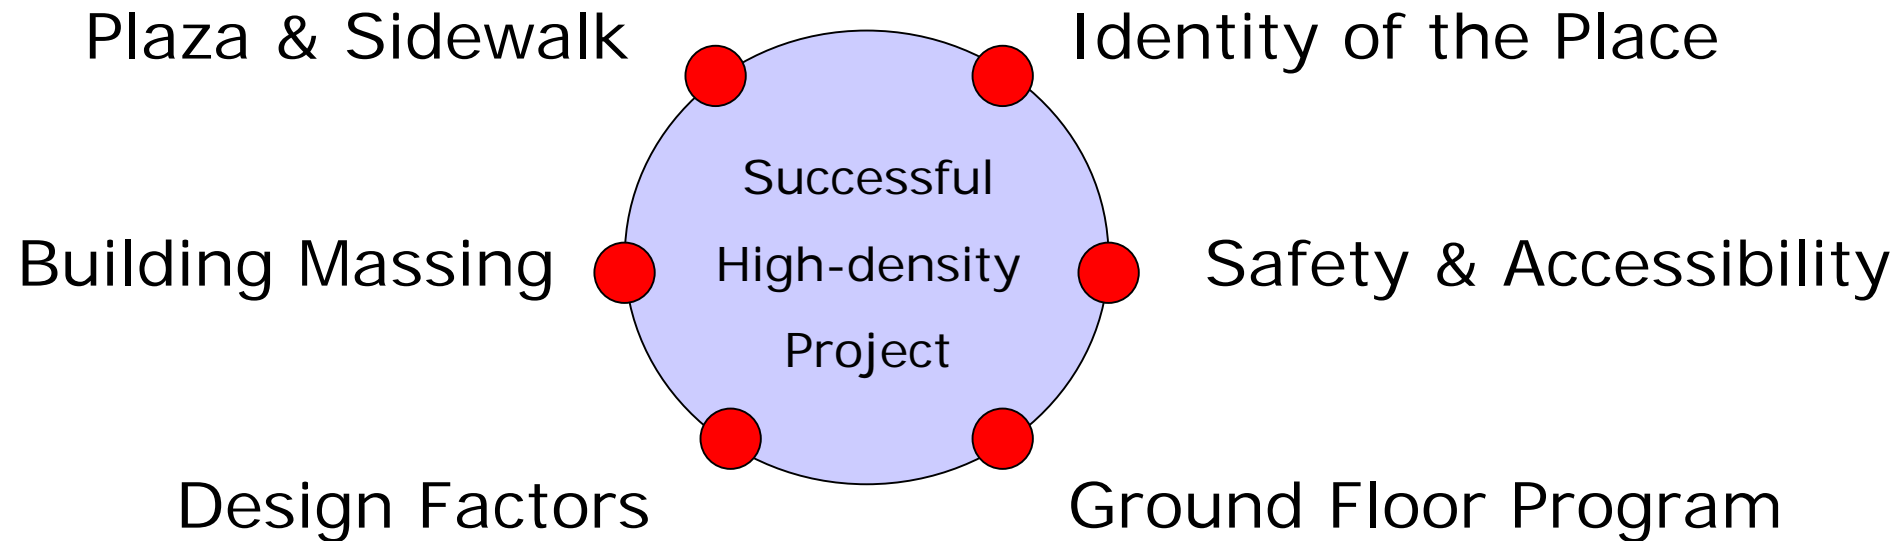 Plaza & Sidewalk
Identity of the Place
Successful
High-density
Project
Building Massing
Safety & Accessibility
Design Factors
Ground Floor Program